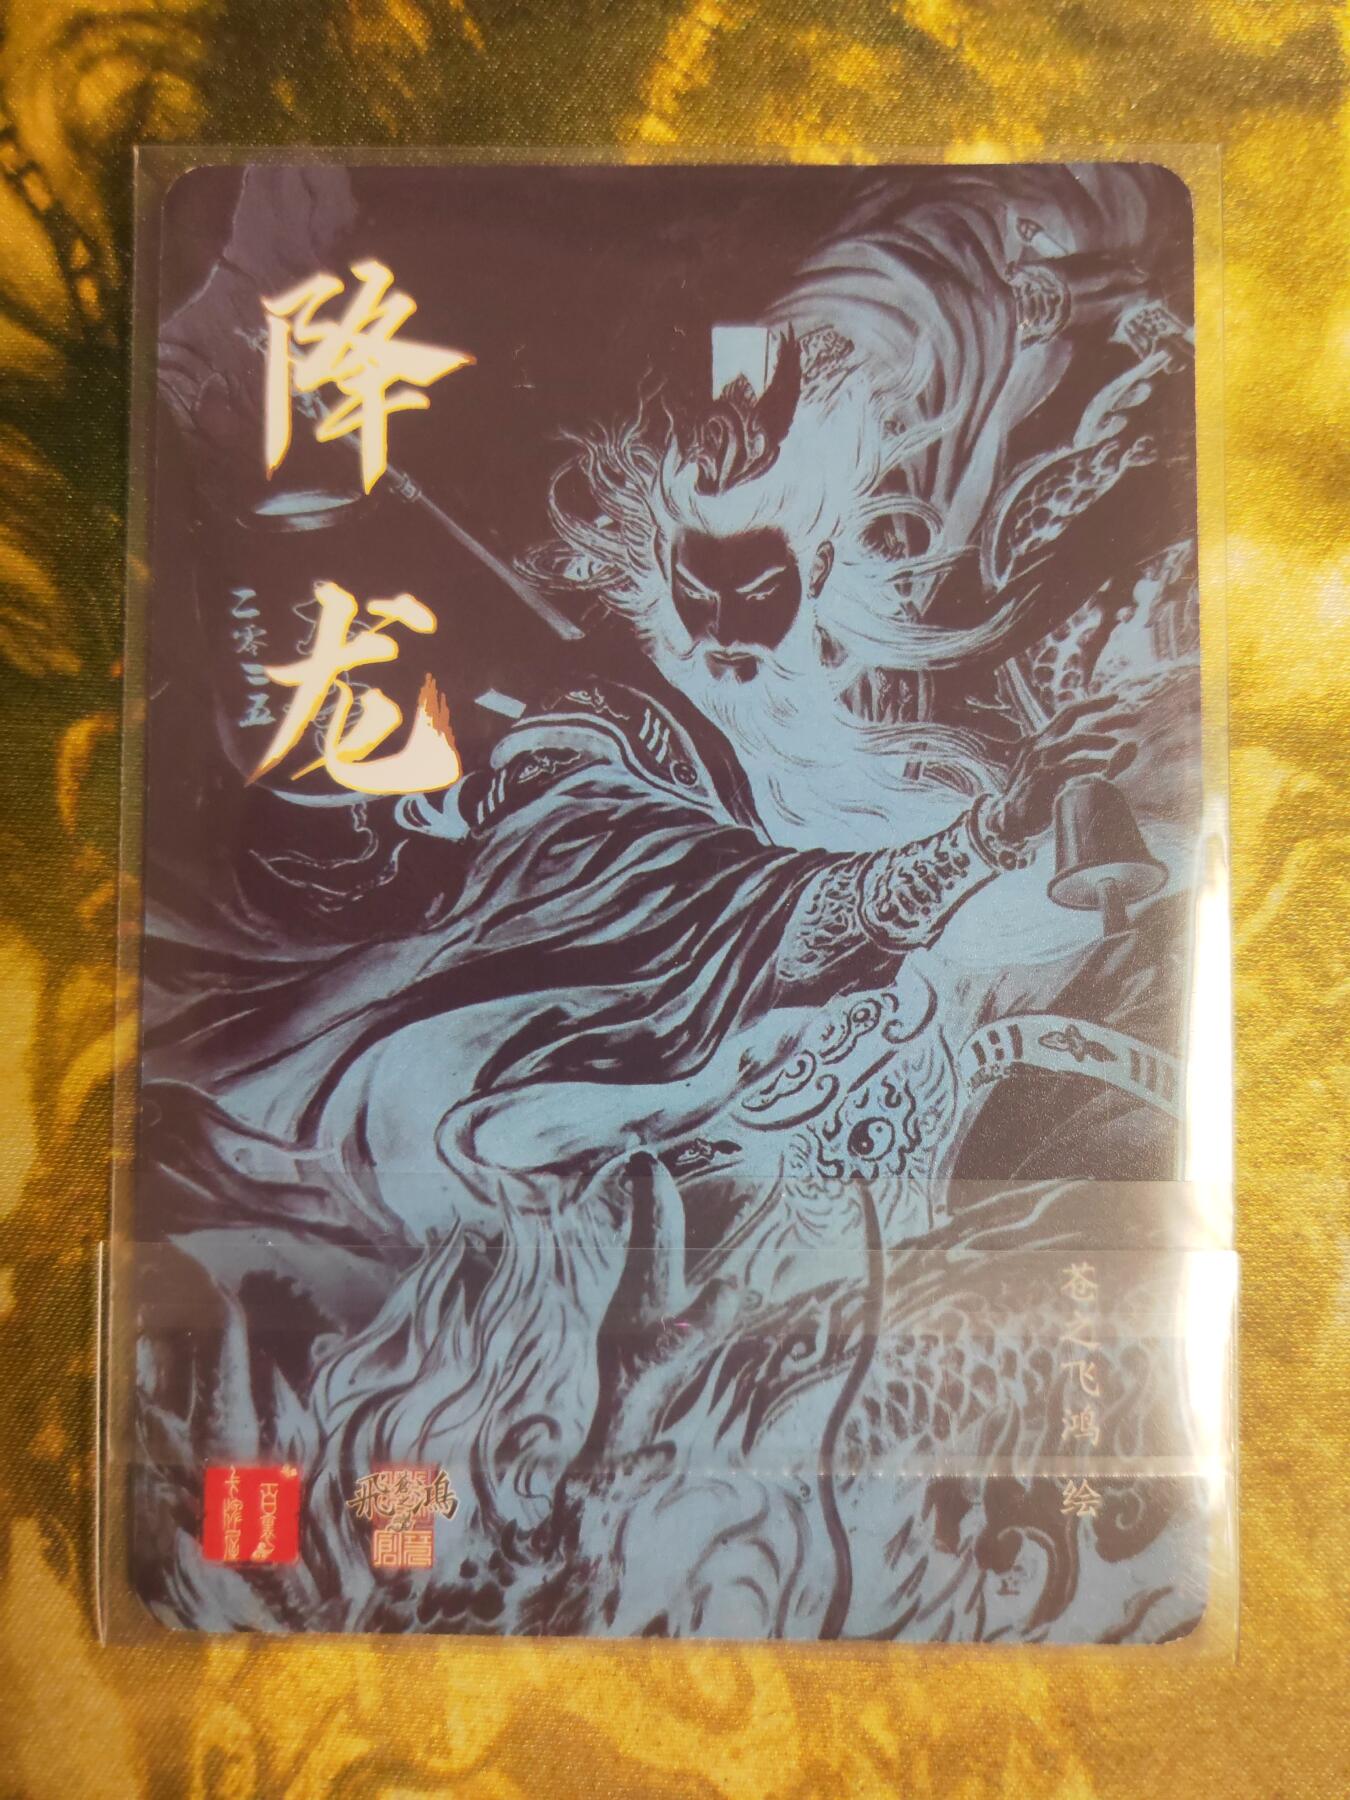 降龙
二零二五
苍之飞鸿 绘
飛鴻